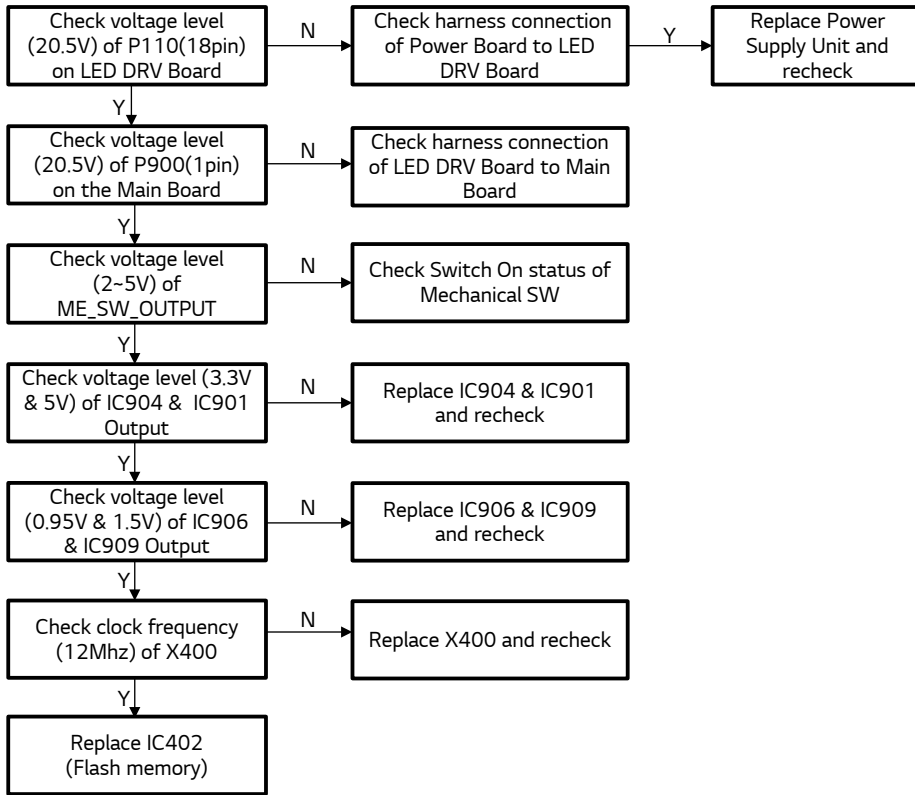 Check voltage level
(20.5V) of P110(18pin)
on LED DRV Board
N
Check harness connection
of Power Board to LED
DRV Board
Y
Replace Power
Supply Unit and
recheck
Y
Check voltage level
(20.5V) of P900(1pin)
on the Main Board
N
Check harness connection
of LED DRV Board to Main
Board
Y
Check voltage level
(2~5V) of
ME_SW_OUTPUT
N
Check Switch On status of
Mechanical SW
Y
Check voltage level (3.3V
& 5V) of IC904 & IC901
Output
N
Replace IC904 & IC901
and recheck
Y
Check voltage level
(0.95V & 1.5V) of IC906
& IC909 Output
N
Replace IC906 & IC909
and recheck
Y
Check clock frequency
(12Mhz) of X400
N
Replace X400 and recheck
Y
Replace IC402
(Flash memory)